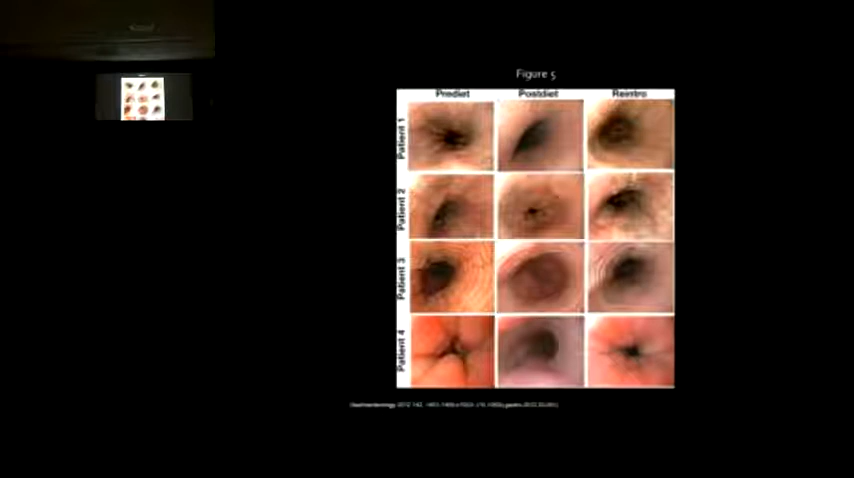 Figure 5
Prediet Postdiet Reintro
Patient 1
Patient 2
Patient 3
Patient 4